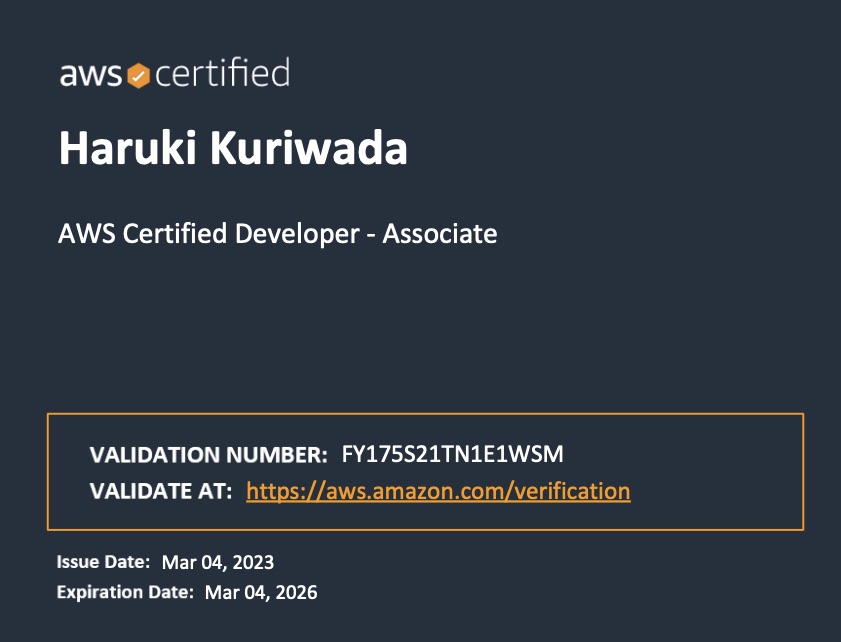 aws certified
Haruki Kuriwada
AWS Certified Developer - Associate
VALIDATION NUMBER: FY175S21TN1E1WSM
VALIDATE AT: https://aws.amazon.com/verification
Issue Date: Mar 04, 2023
Expiration Date: Mar 04, 2026